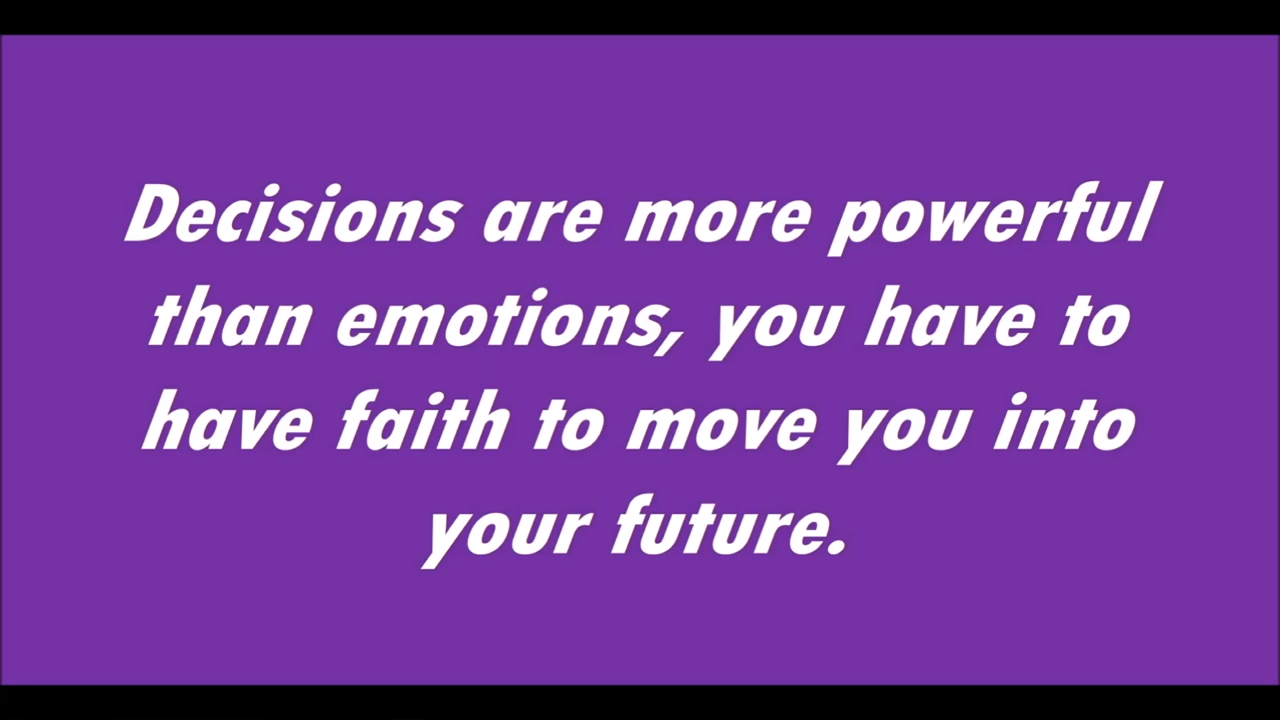 Decisions are more powerful
than emotions, you have to
have faith to move you into
your future.